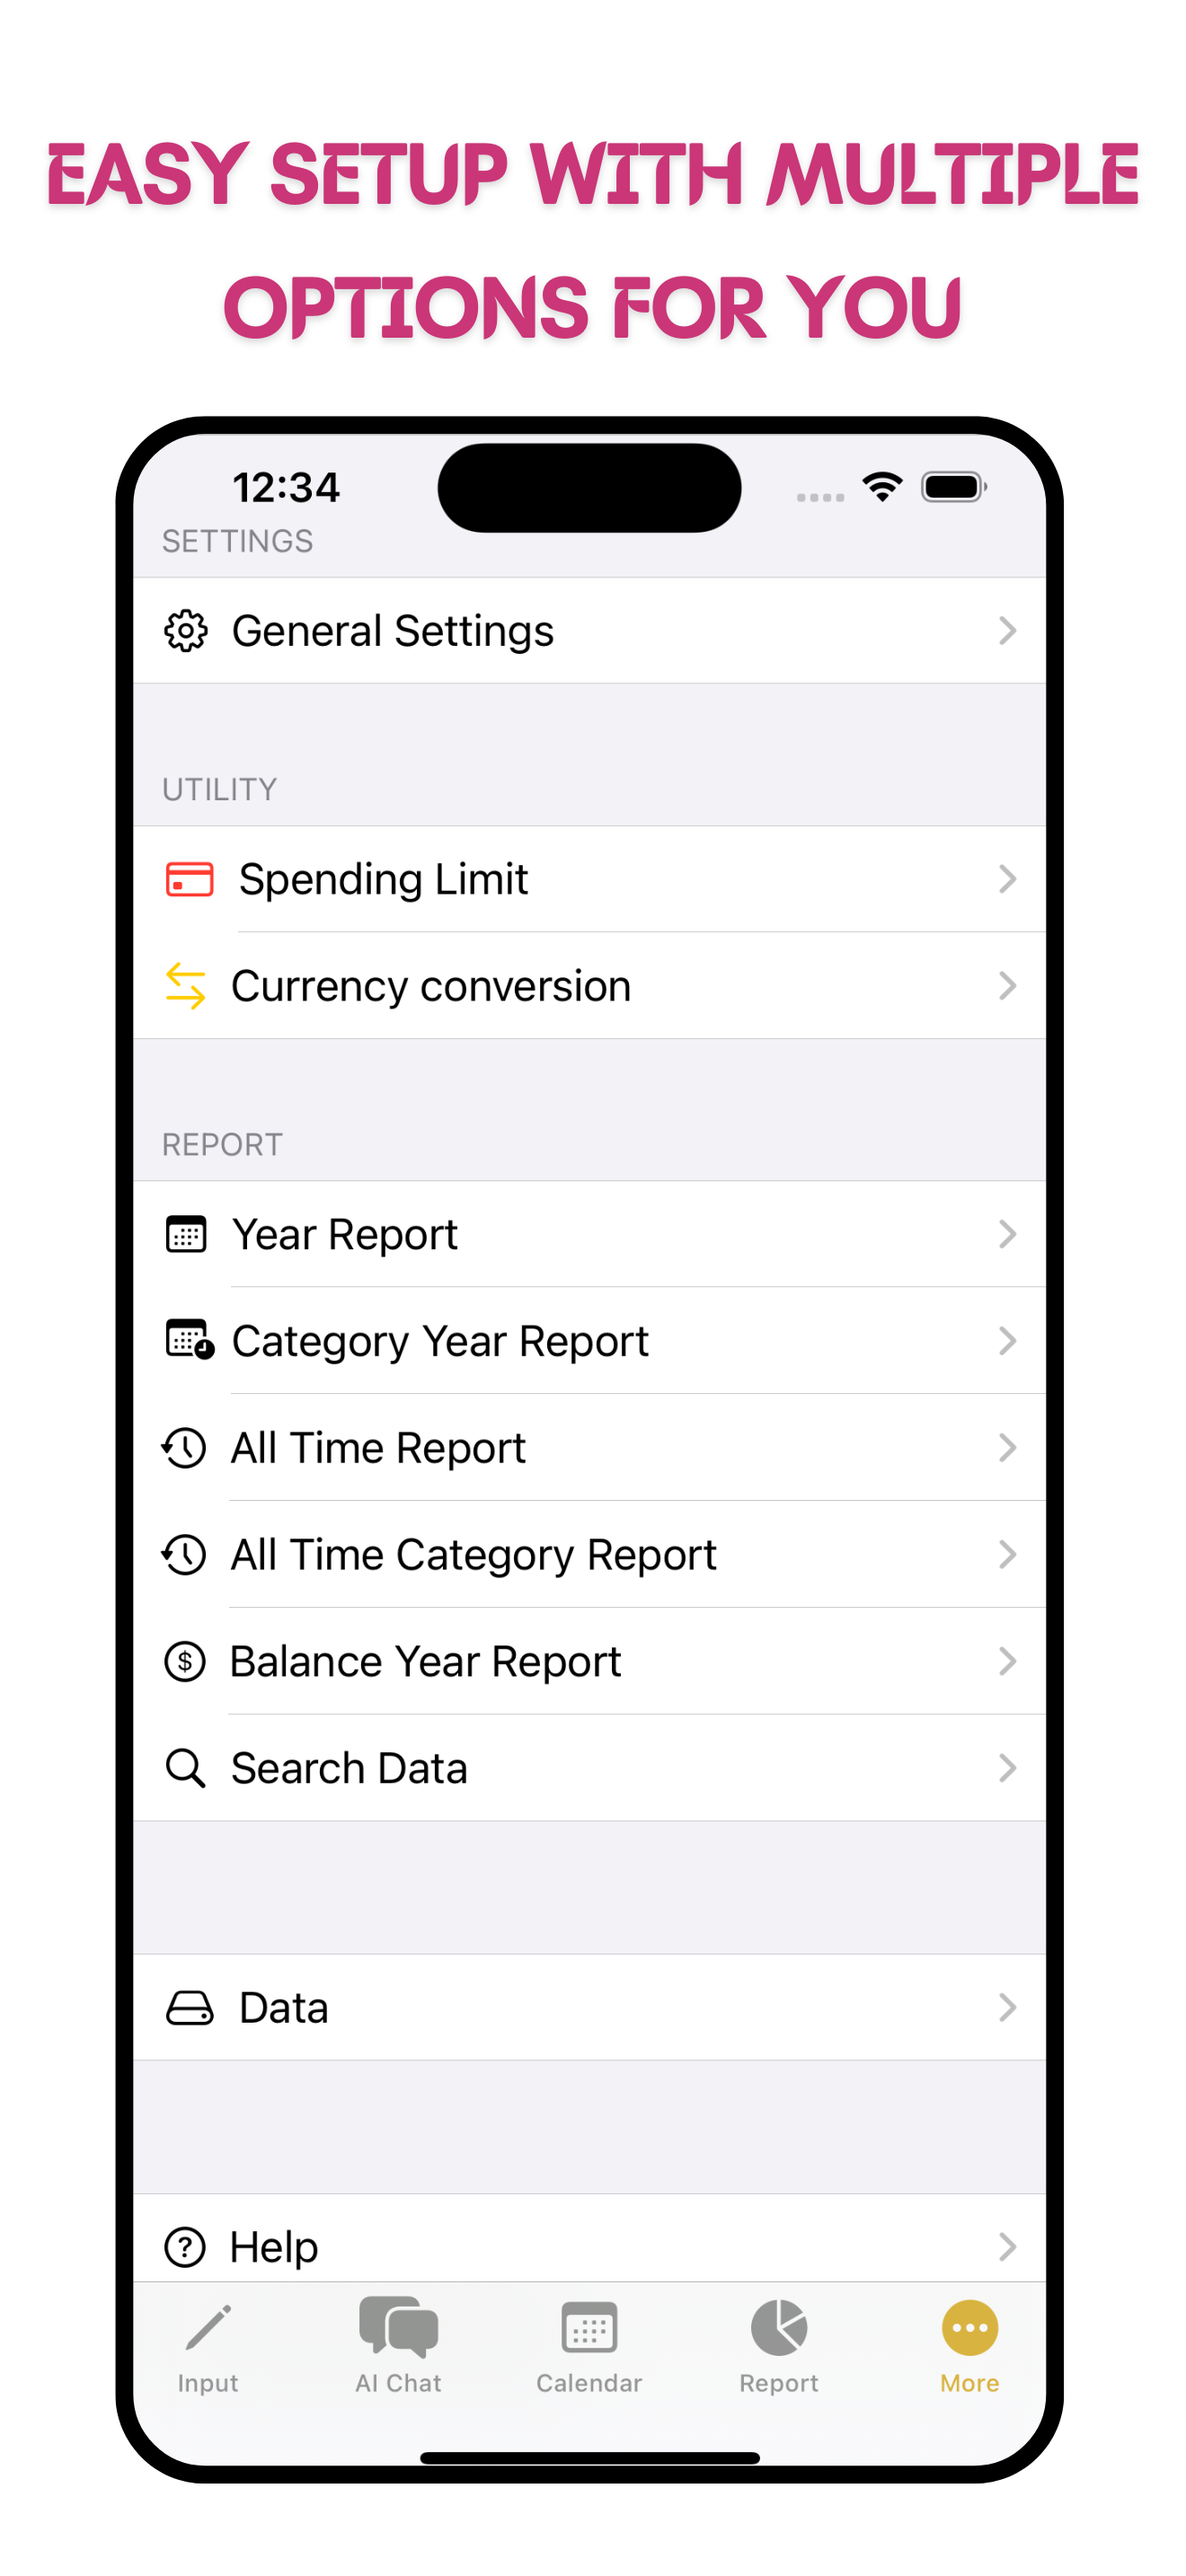 EASY SETUP WITH MULTIPLE
OPTIONS FOR YOU
12:34
SETTINGS
General Settings
UTILITY
Spending Limit
Currency conversion
REPORT
Year Report
Category Year Report
All Time Report
All Time Category Report
$ Balance Year Report
Search Data
Data
? Help
Input AI Chat Calendar Report More